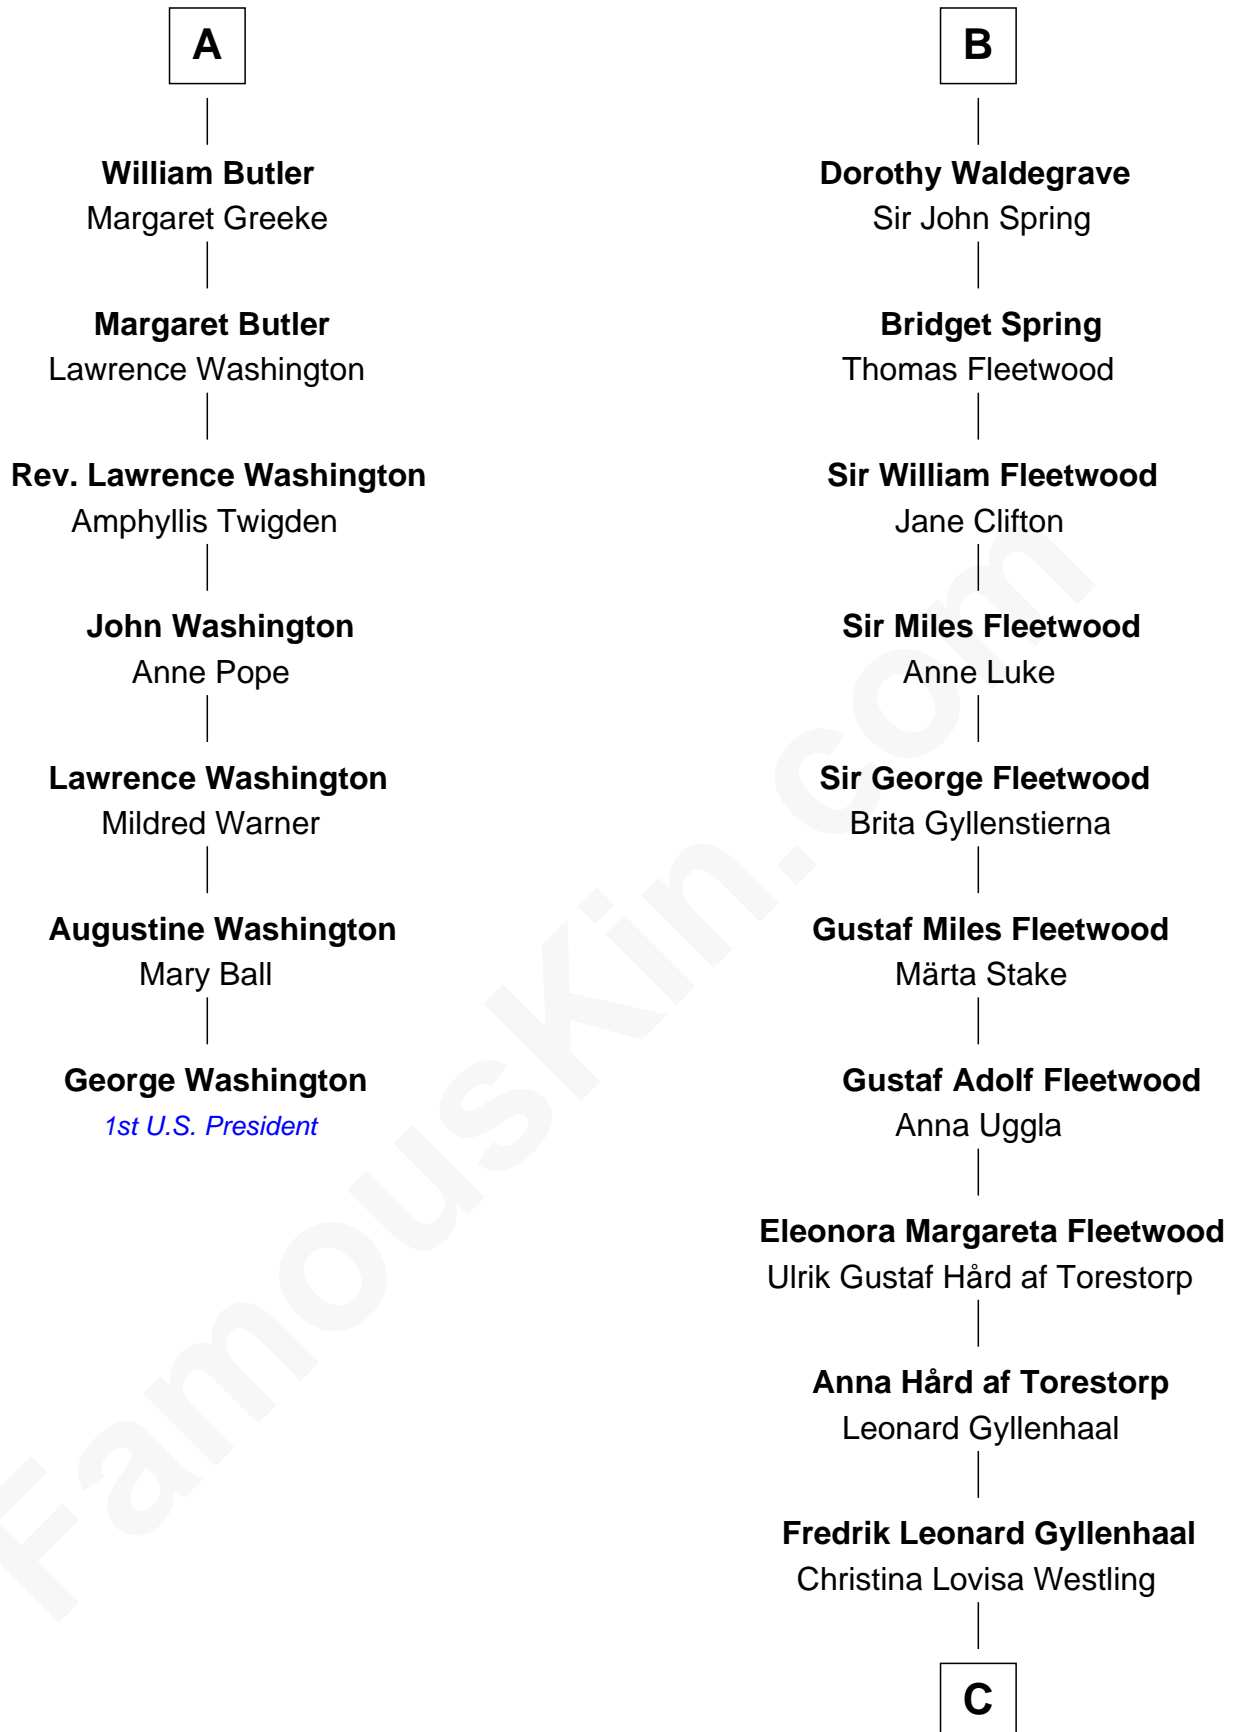 A
William Butler
Margaret Greeke
Margaret Butler
Lawrence Washington
Rev. Lawrence Washington
Amphyllis Twigden
John Washington
Anne Pope
Lawrence Washington
Mildred Warner
Augustine Washington
Mary Ball
George Washington
1st U.S. President
B
Dorothy Waldegrave
Sir John Spring
Bridget Spring
Thomas Fleetwood
Sir William Fleetwood
Jane Clifton
Sir Miles Fleetwood
Anne Luke
Sir George Fleetwood
Brita Gyllenstierna
Gustaf Miles Fleetwood
Märta Stake
Gustaf Adolf Fleetwood
Anna Uggla
Eleonora Margareta Fleetwood
Ulrik Gustaf Hård af Torestorp
Anna Hård af Torestorp
Leonard Gyllenhaal
Fredrik Leonard Gyllenhaal
Christina Lovisa Westling
C
FamousKin.com